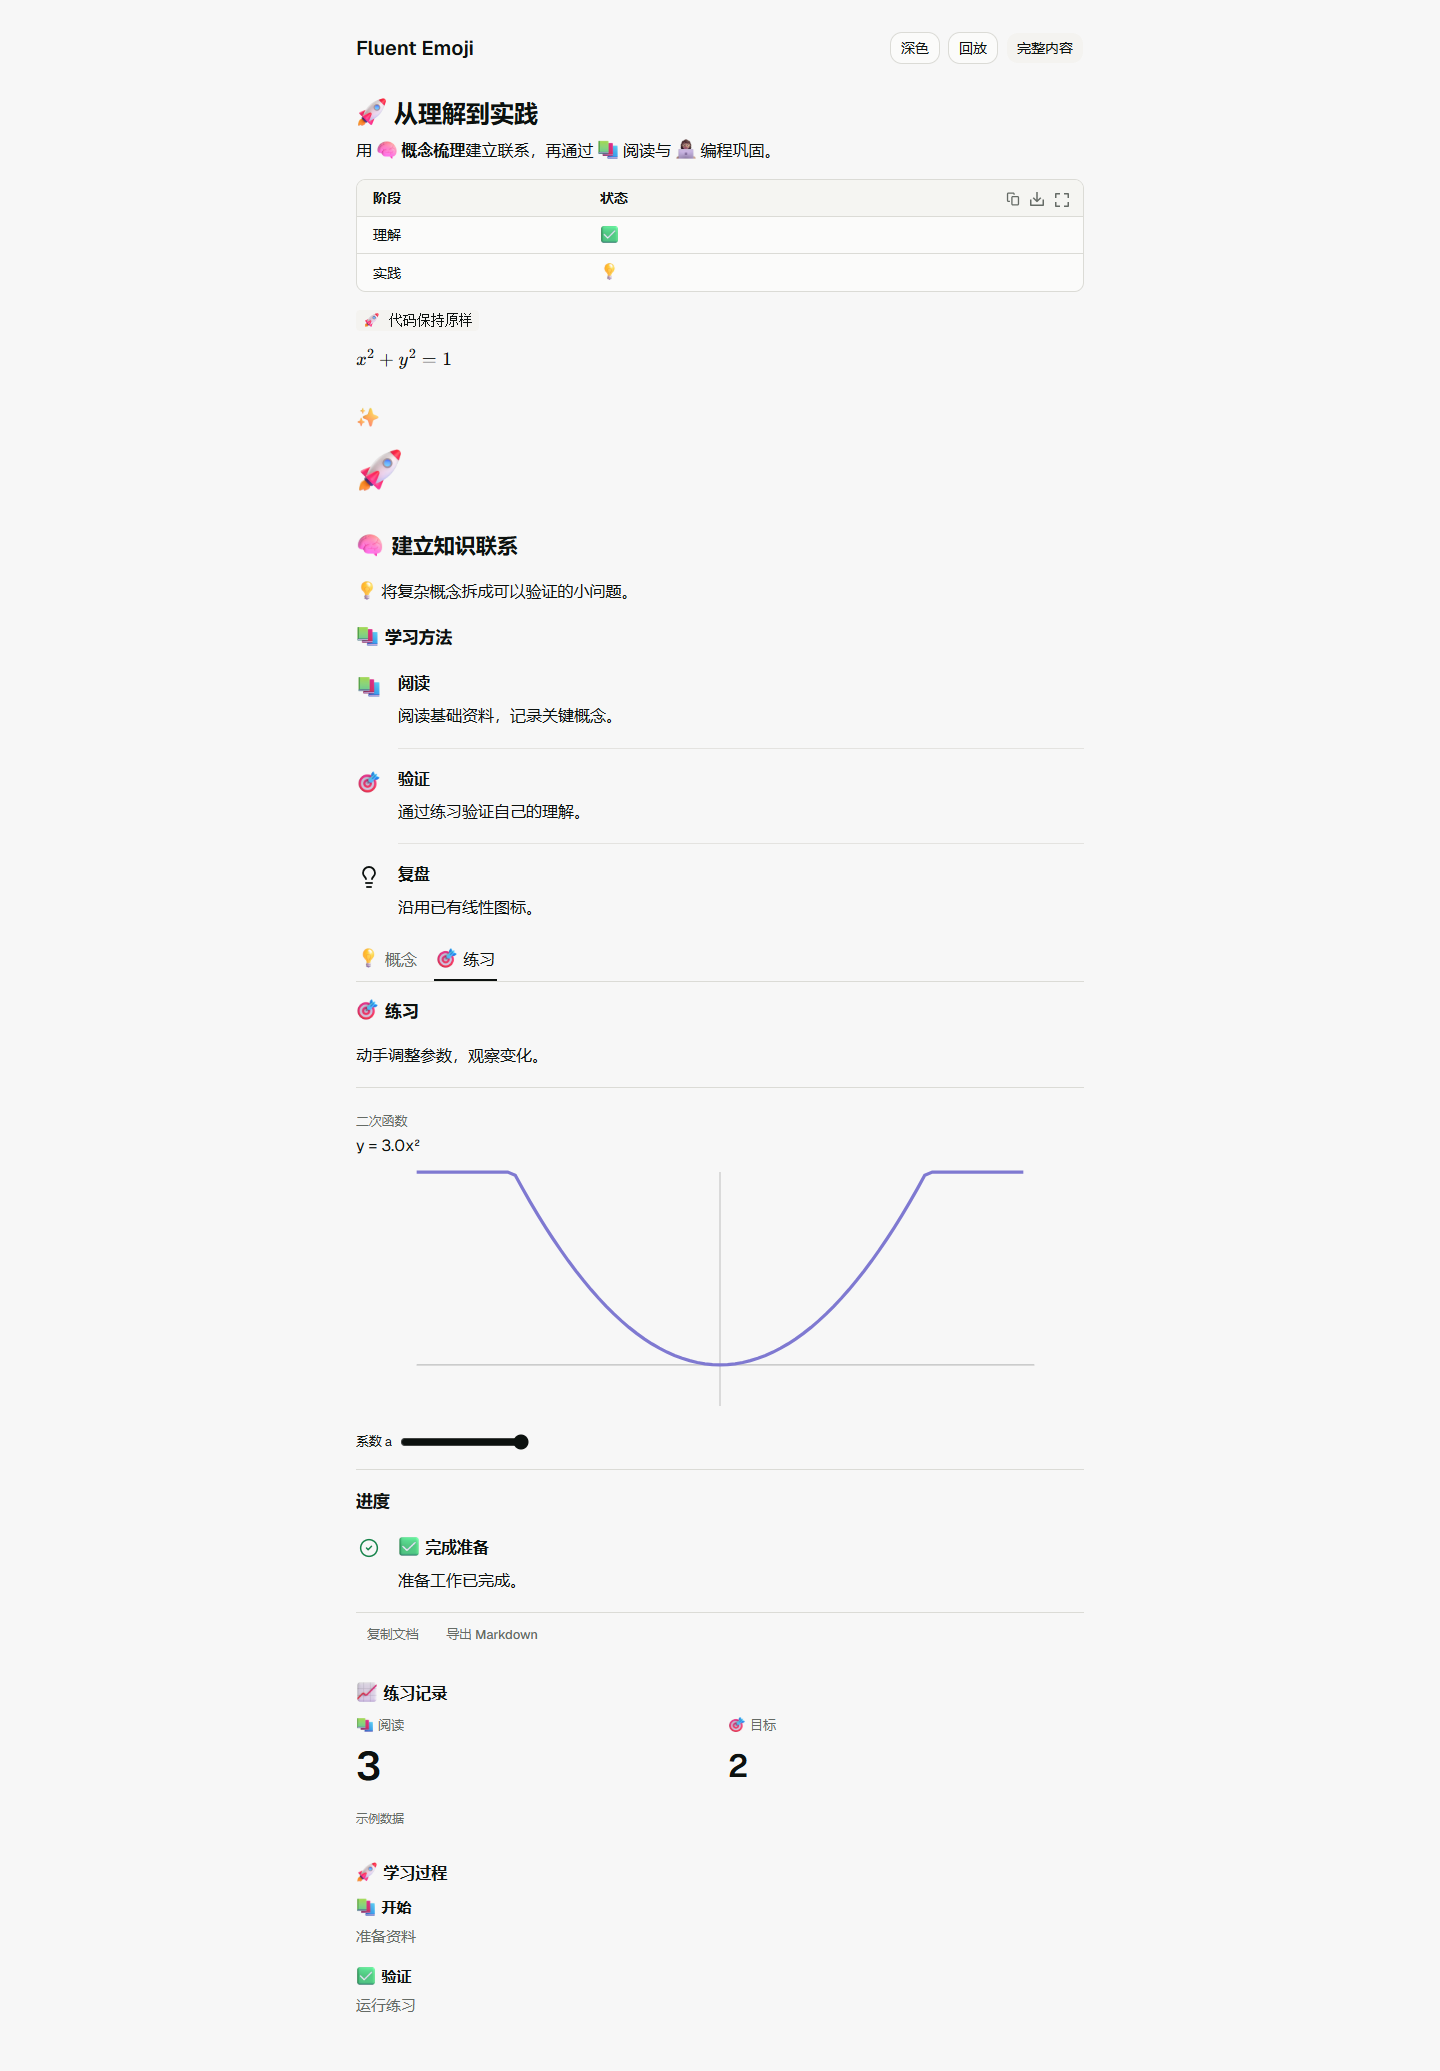 Fluent Emoji
深色 回放 完整内容
🚀 从理解到实践
用 🧠 概念梳理建立联系，再通过 📚 阅读与 👩🏽‍💻 编程巩固。
阶段 状态
理解 ✅
实践 💡
🚀 代码保持原样
x² + y² = 1
✨
🚀
🧠 建立知识联系
💡 将复杂概念拆成可以验证的小问题。
📚 学习方法
📚 阅读
阅读基础资料，记录关键概念。
🎯 验证
通过练习验证自己的理解。
复盘
沿用已有线性图标。
💡 概念 🎯 练习
🎯 练习
动手调整参数，观察变化。
二次函数
y = 3.0x²
系数 a
进度
✅ 完成准备
准备工作已完成。
复制文档 导出 Markdown
📈 练习记录
📚 阅读 🎯 目标
3 2
示例数据
🚀 学习过程
📚 开始
准备资料
✅ 验证
运行练习